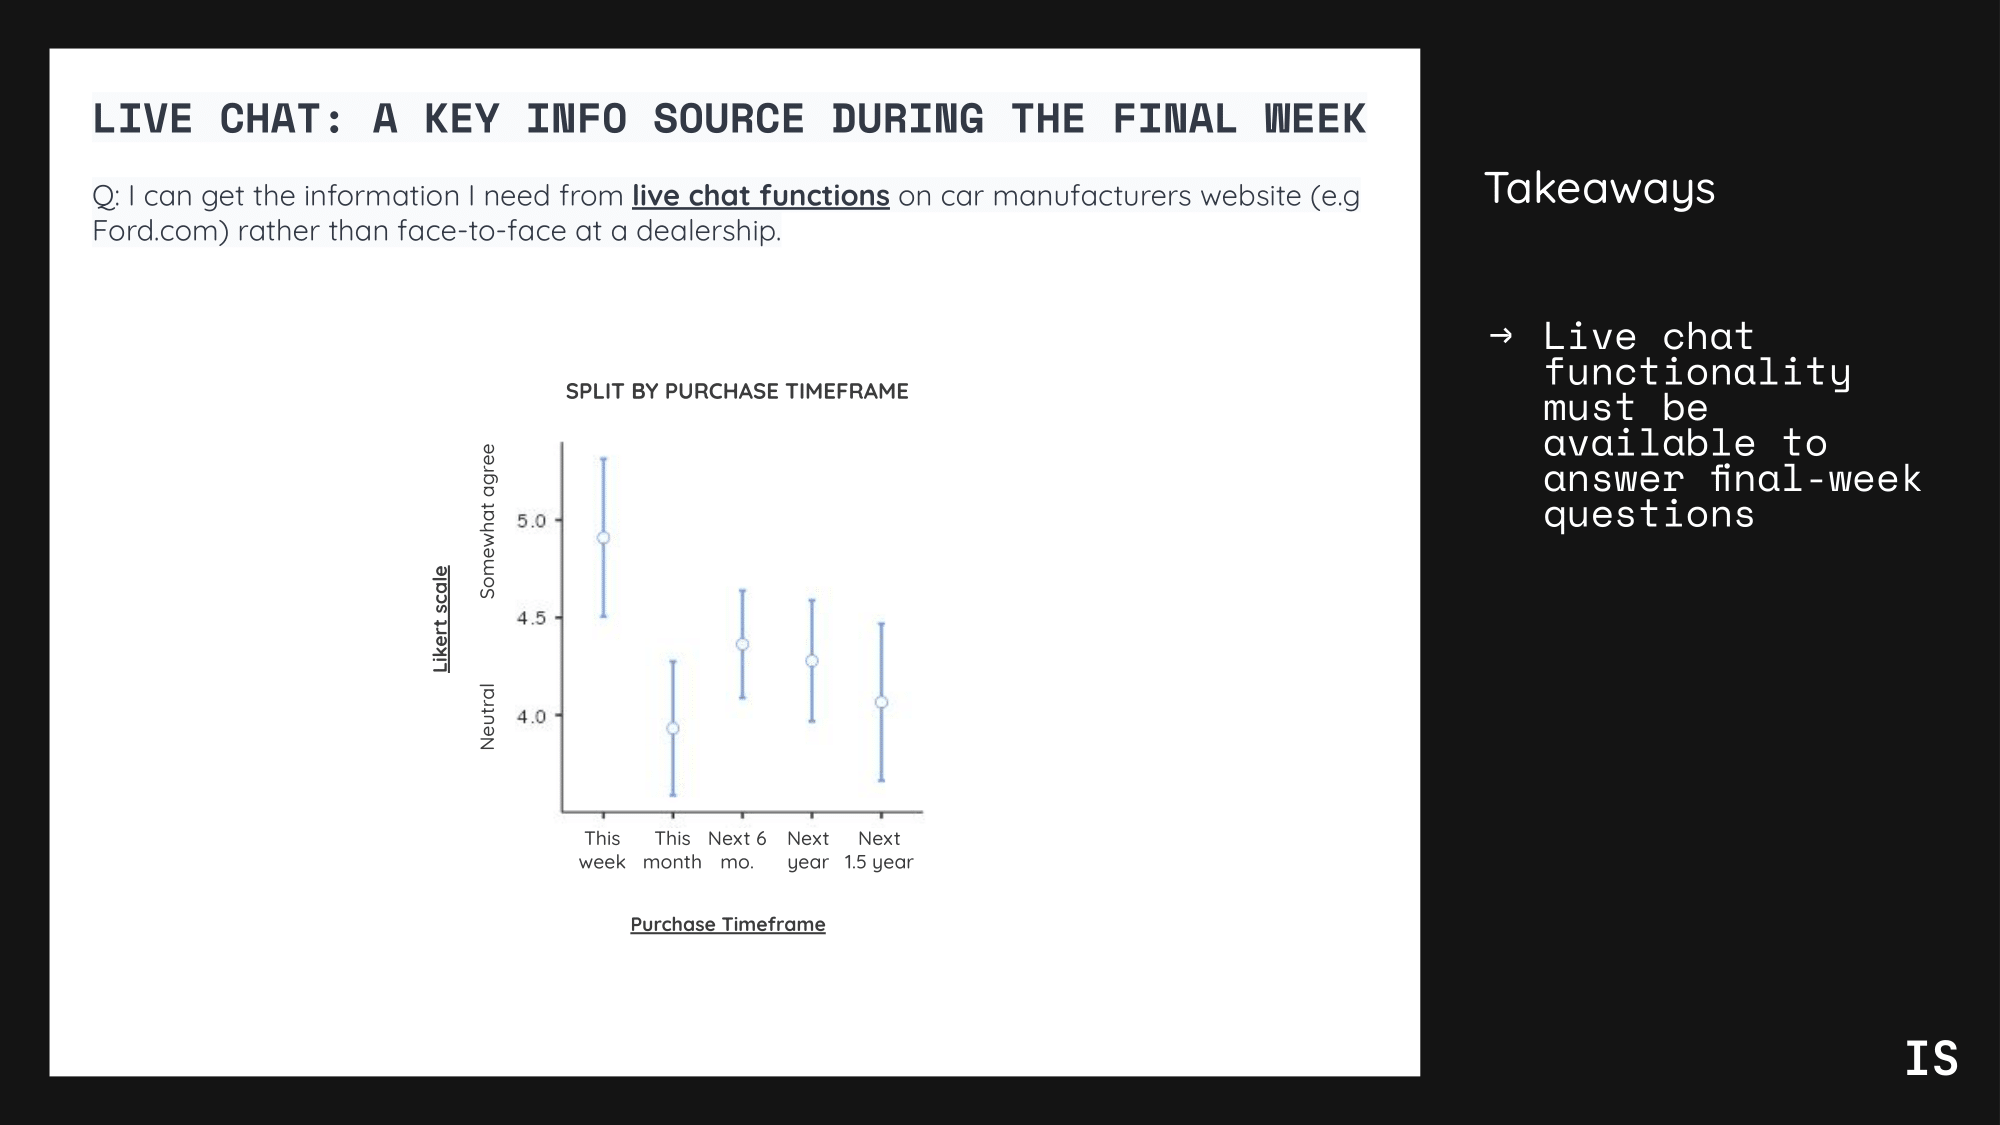 LIVE CHAT: A KEY INFO SOURCE DURING THE FINAL WEEK
Q: I can get the information I need from live chat functions on car manufacturers website (e.g
Ford.com) rather than face-to-face at a dealership.
SPLIT BY PURCHASE TIMEFRAME
Likert scale
Somewhat agree
Neutral
5.0
4.5
4.0
This week
This month
Next 6 mo.
Next year
Next 1.5 year
Purchase Timeframe
Takeaways
→ Live chat
functionality
must be
available to
answer final-week
questions
IS